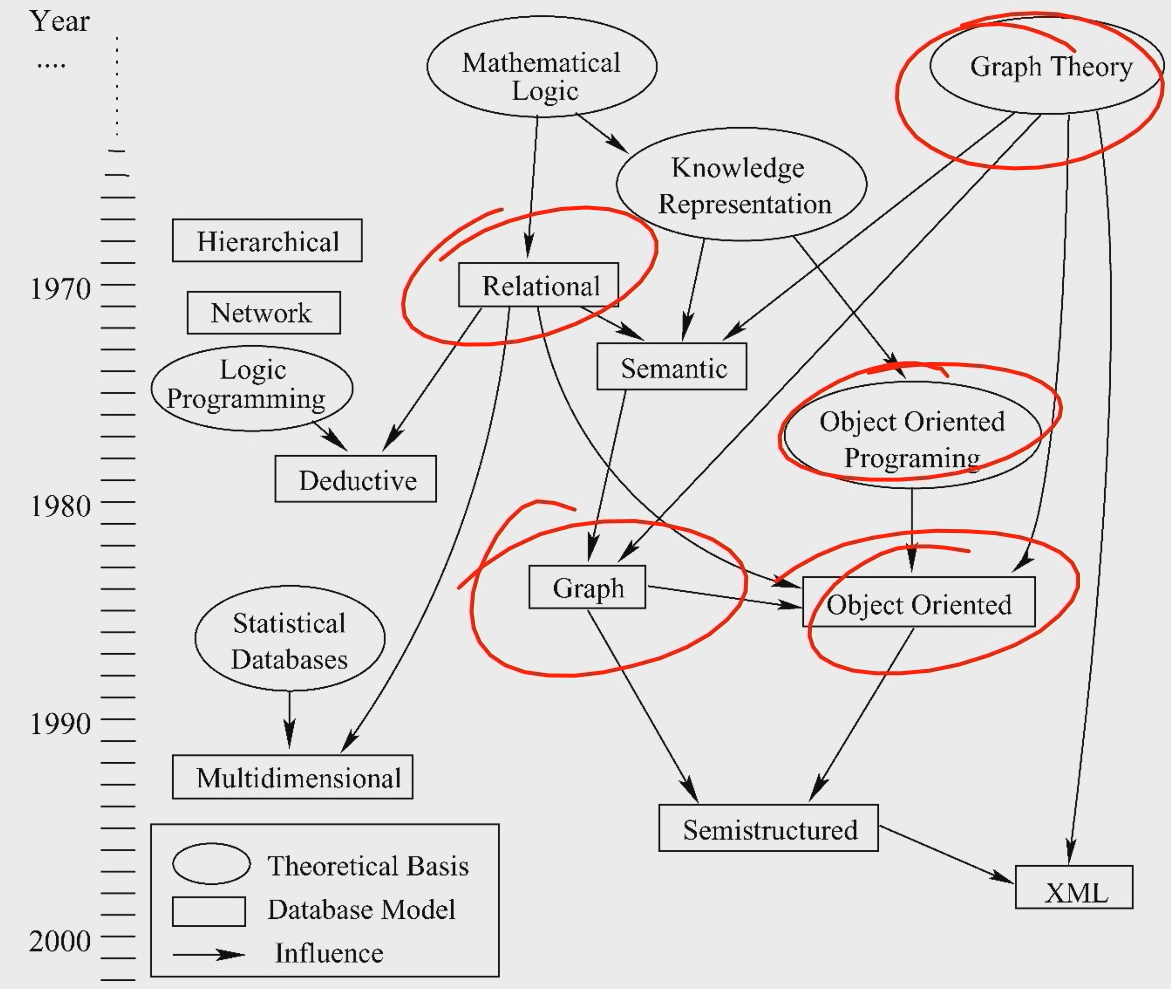 Year
....
Mathematical
Logic
Graph Theory
Knowledge
Representation
Hierarchical
1970
Relational
Network
Semantic
Logic
Programming
Object Oriented
Programing
Deductive
1980
Graph
Object Oriented
Statistical
Databases
1990
Multidimensional
Semistructured
Theoretical Basis
XML
Database Model
2000
Influence